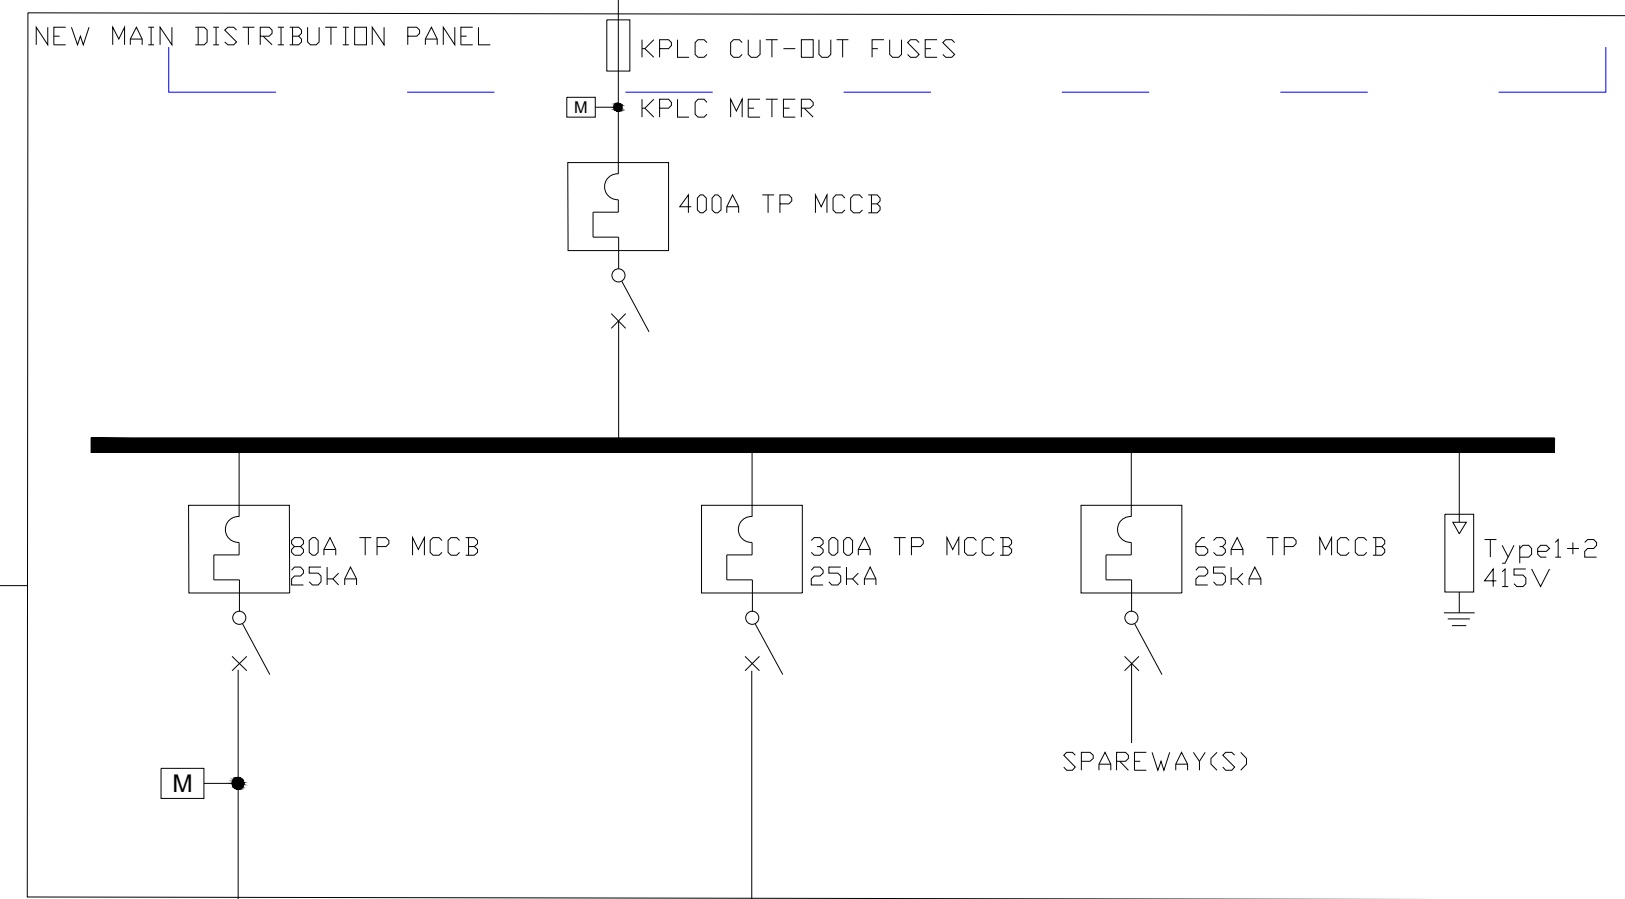 NEW MAIN DISTRIBUTION PANEL
KPLC CUT-OUT FUSES
M
KPLC METER
400A TP MCCB
80A TP MCCB
25kA
300A TP MCCB
25kA
63A TP MCCB
25kA
Type1+2
415V
SPAREWAY(S)
M